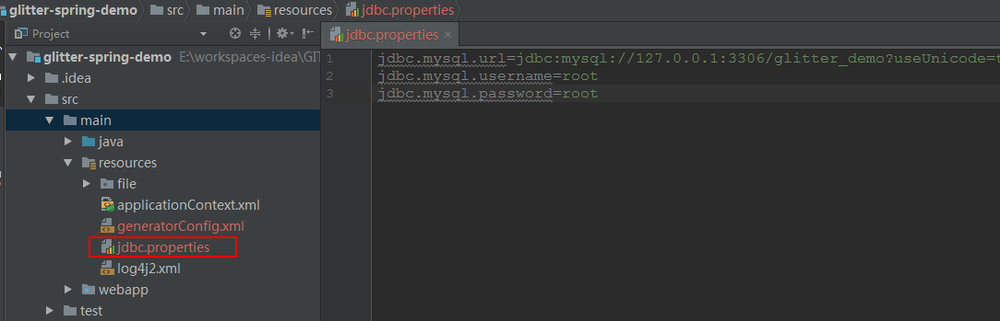 glitter-spring-demo src main resources jdbc.properties
Project
jdbc.properties
glitter-spring-demo E:\workspaces-idea\GI
.idea
src
main
java
resources
file
applicationContext.xml
generatorConfig.xml
jdbc.properties
log4j2.xml
webapp
test
1 jdbc.mysql.url=jdbc:mysql://127.0.0.1:3306/glitter_demo?useUnicode=t
2 jdbc.mysql.username=root
3 jdbc.mysql.password=root